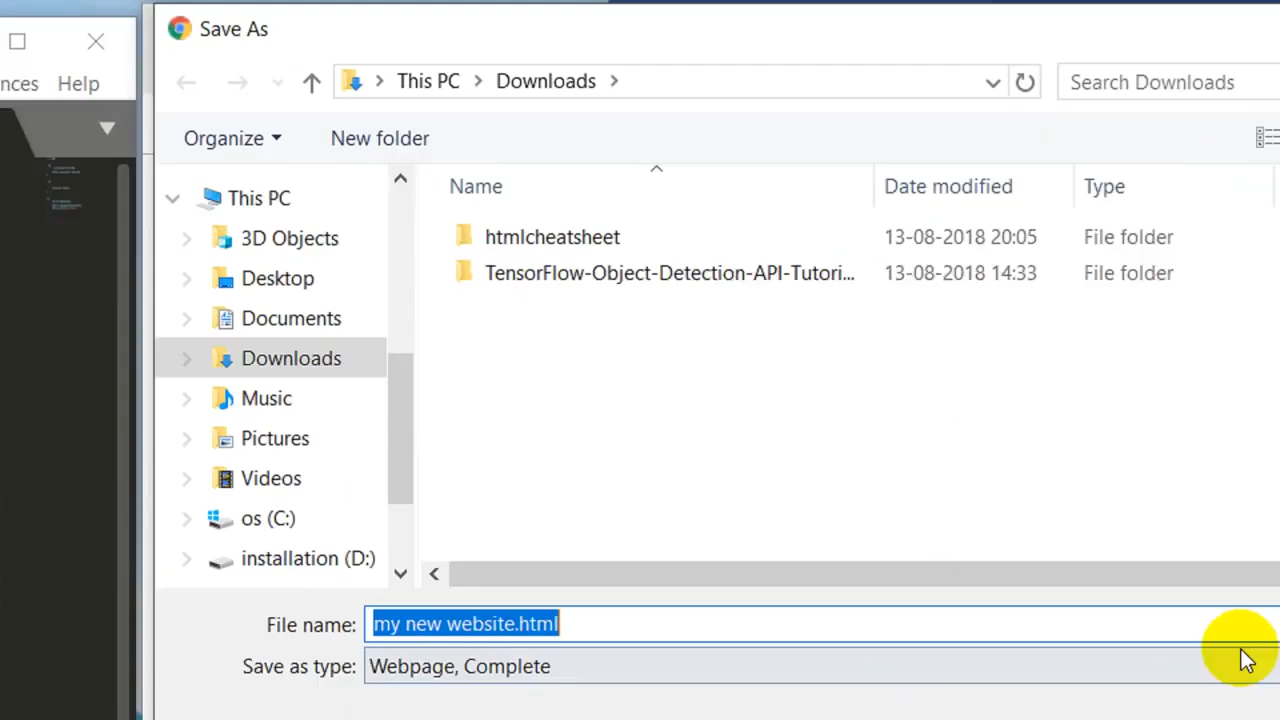 Save As
nces Help
This PC Downloads
Search Downloads
Organize New folder
Name Date modified Type
This PC
3D Objects
Desktop
Documents
Downloads
Music
Pictures
Videos
os (C:)
installation (D:)
htmlcheatsheet 13-08-2018 20:05 File folder
TensorFlow-Object-Detection-API-Tutori... 13-08-2018 14:33 File folder
File name: my new website.html
Save as type: Webpage, Complete